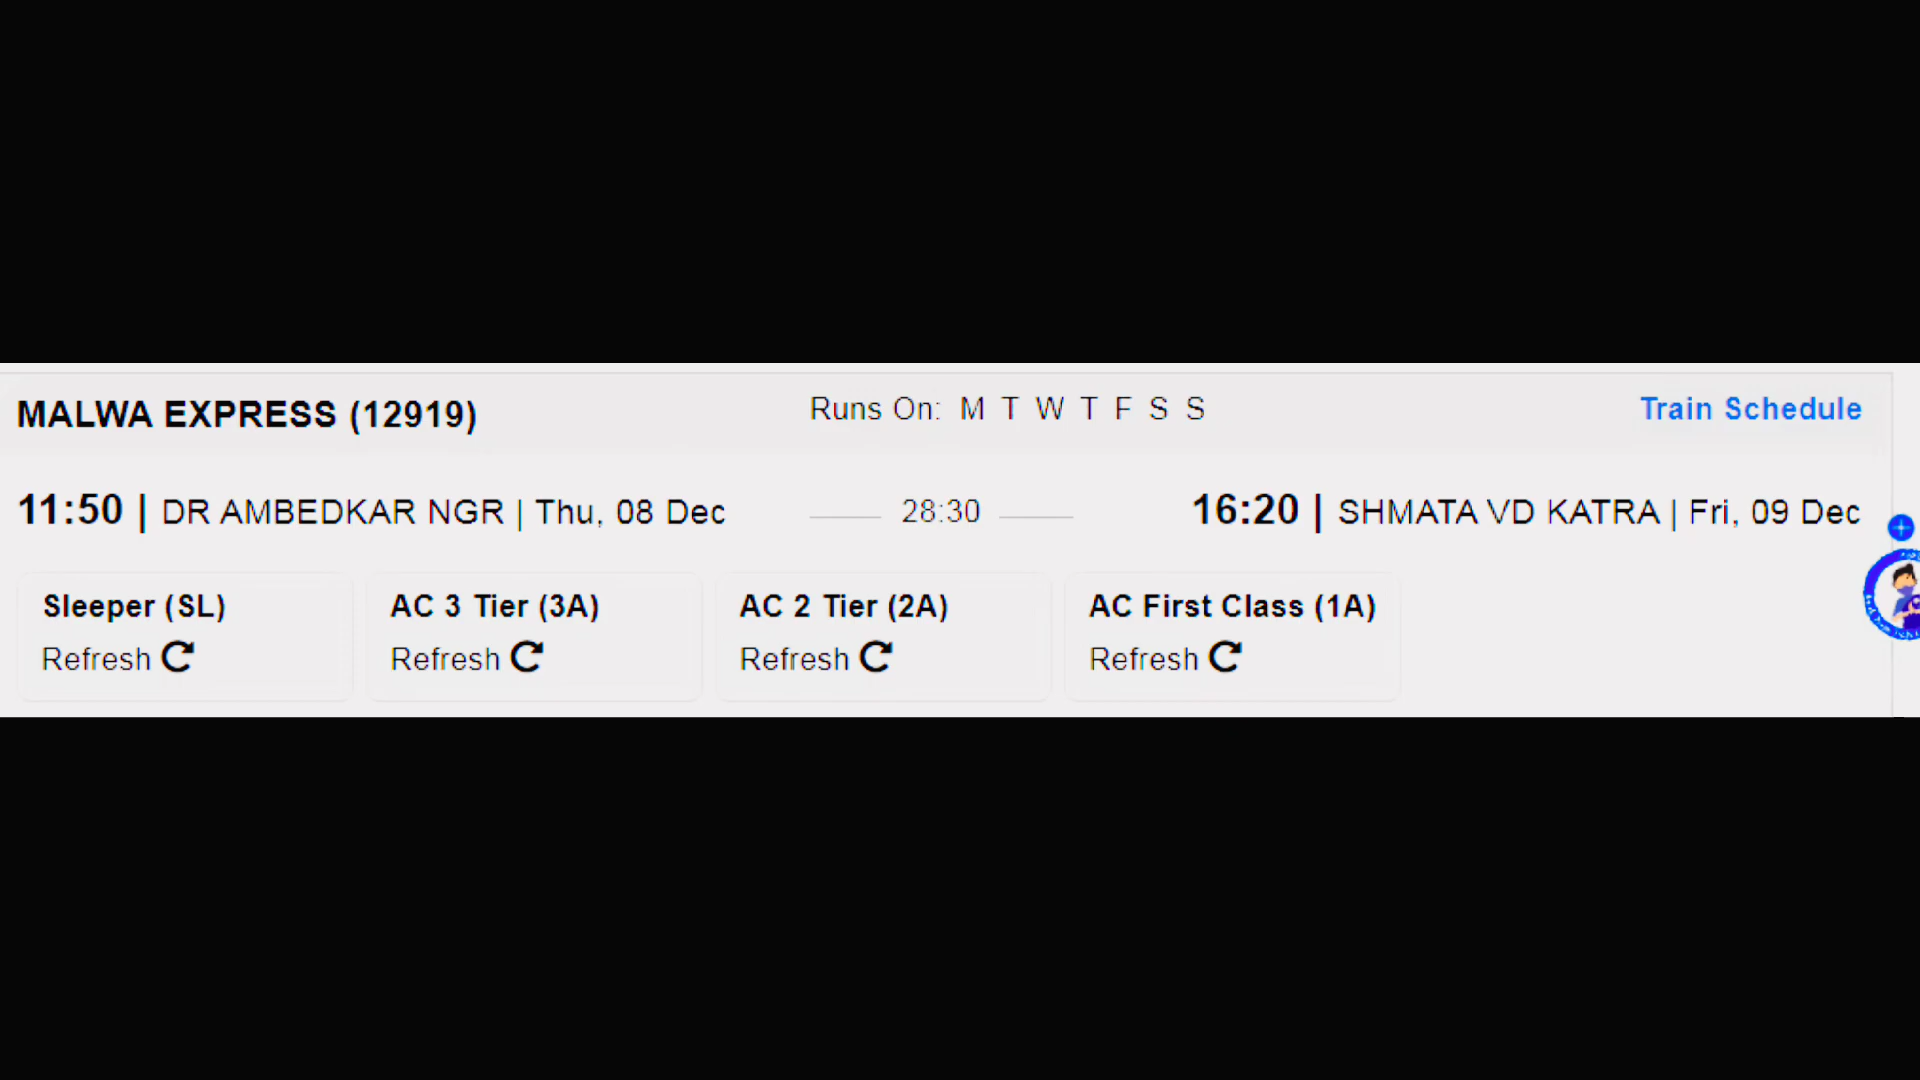 MALWA EXPRESS (12919) Runs On: M T W T F S S Train Schedule
11:50 | DR AMBEDKAR NGR | Thu, 08 Dec 28:30 16:20 | SHMATA VD KATRA | Fri, 09 Dec
Sleeper (SL) AC 3 Tier (3A) AC 2 Tier (2A) AC First Class (1A)
Refresh Refresh Refresh Refresh